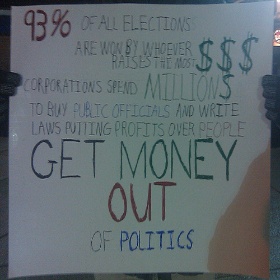 93% OF ALL ELECTIONS
ARE WON BY WHOEVER
RAISES THE MOST $$$
CORPORATIONS SPEND MILLION$
TO BUY PUBLIC OFFICIALS AND WRITE
LAWS PUTTING PROFITS OVER PEOPLE
GET MONEY
OUT
OF POLITICS